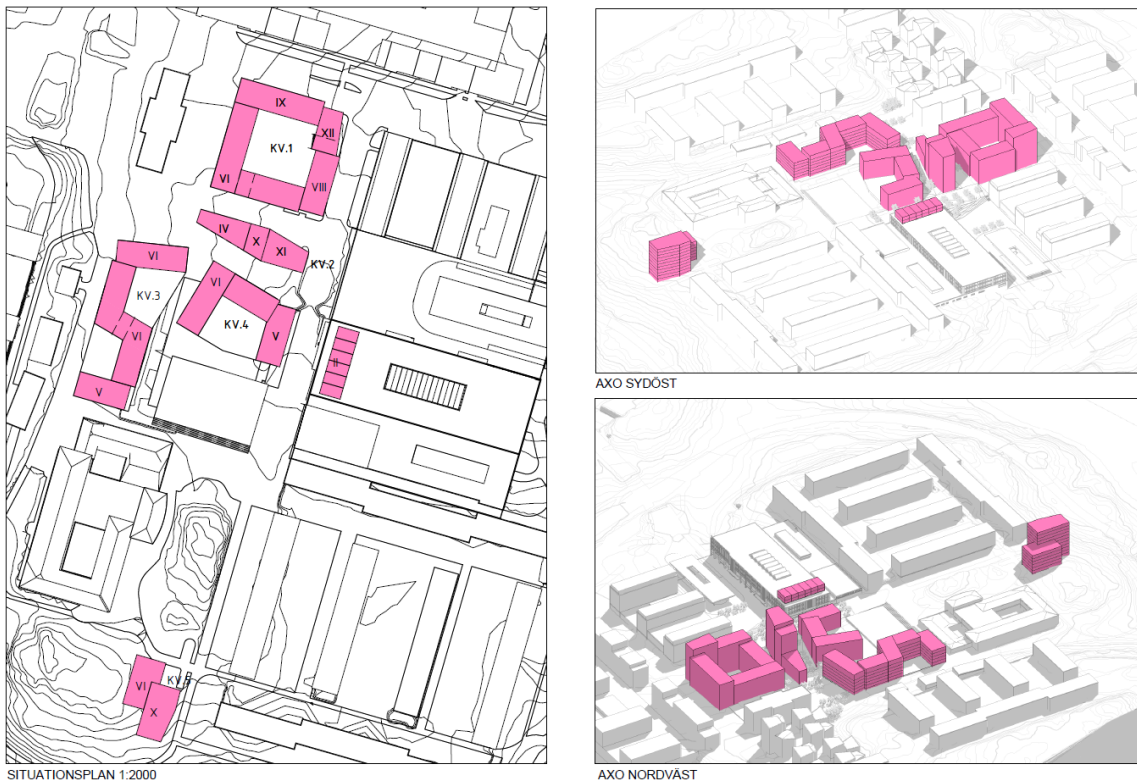 IX
XII
KV.1
VI
VIII
IV
X
XI
KV.2
VI
VI
KV.3
KV.4
VI
V
II
V
KV.5
VI
X
SITUATIONSPLAN 1:2000
AXO SYDÖST
AXO NORDVÄST